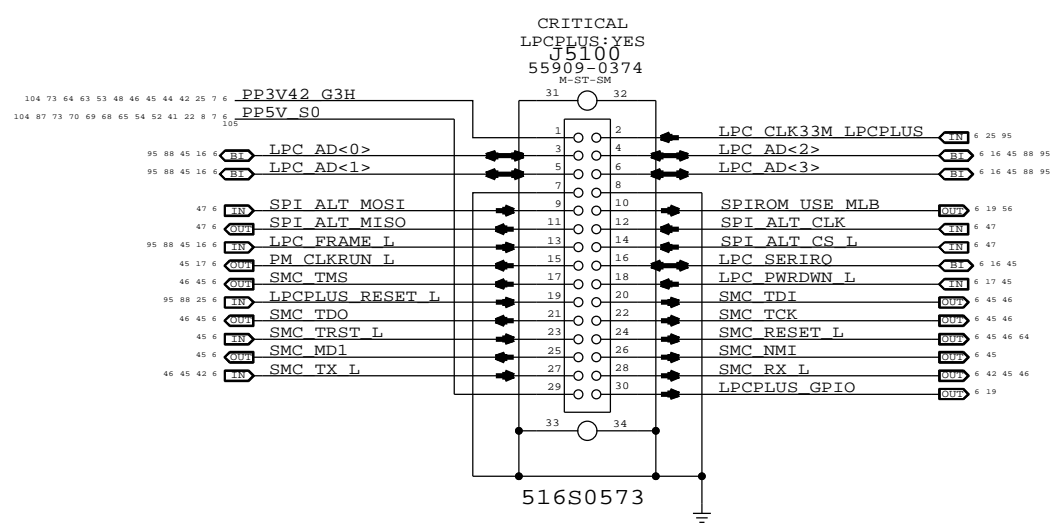 CRITICAL
LPCPLUS:YES
J5100
55909-0374
M-ST-SM
31 32
104 73 64 63 53 48 46 45 44 42 25 7 6 PP3V42_G3H
104 87 73 70 69 68 65 54 52 41 22 8 7 6 PP5V_S0
105
1 2 LPC_CLK33M_LPCPLUS IN 6 25 95
95 88 45 16 6 BI LPC_AD<0> 3 4 LPC_AD<2> BI 6 16 45 88 95
95 88 45 16 6 BI LPC_AD<1> 5 6 LPC_AD<3> BI 6 16 45 88 95
7 8
47 6 IN SPI_ALT_MOSI 9 10 SPIROM_USE_MLB OUT 6 19 56
47 6 OUT SPI_ALT_MISO 11 12 SPI_ALT_CLK IN 6 47
95 88 45 16 6 IN LPC_FRAME_L 13 14 SPI_ALT_CS_L IN 6 47
45 17 6 OUT PM_CLKRUN_L 15 16 LPC_SERIRQ BI 6 16 45
46 45 6 OUT SMC_TMS 17 18 LPC_PWRDWN_L IN 6 17 45
95 88 25 6 IN LPCPLUS_RESET_L 19 20 SMC_TDI OUT 6 45 46
46 45 6 OUT SMC_TDO 21 22 SMC_TCK OUT 6 45 46
45 6 IN SMC_TRST_L 23 24 SMC_RESET_L OUT 6 45 46 64
45 6 OUT SMC_MD1 25 26 SMC_NMI OUT 6 45
46 45 42 6 IN SMC_TX_L 27 28 SMC_RX_L OUT 6 42 45 46
29 30 LPCPLUS_GPIO OUT 6 19
33 34
516S0573